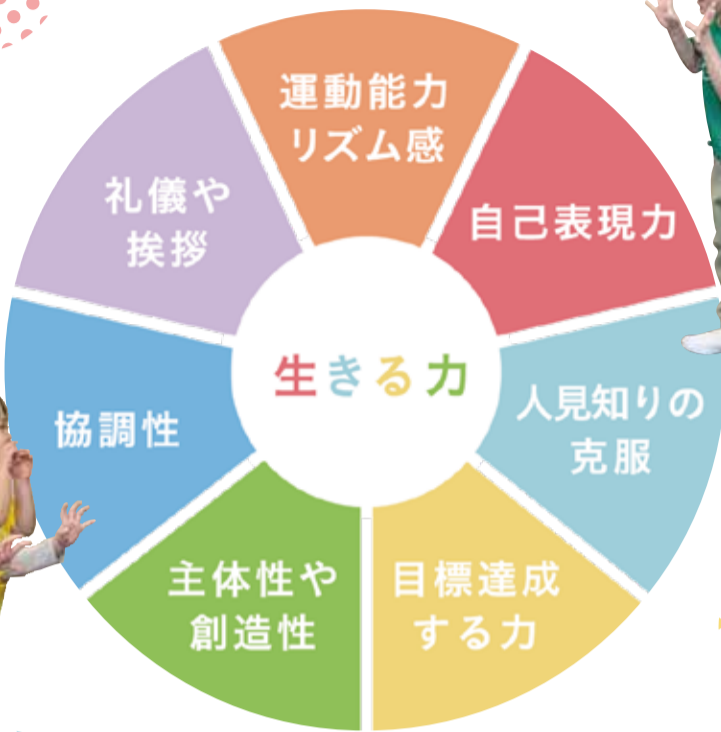 運動能力
リズム感
自己表現力
人見知りの
克服
目標達成
する力
主体性や
創造性
協調性
礼儀や
挨拶
生きる力